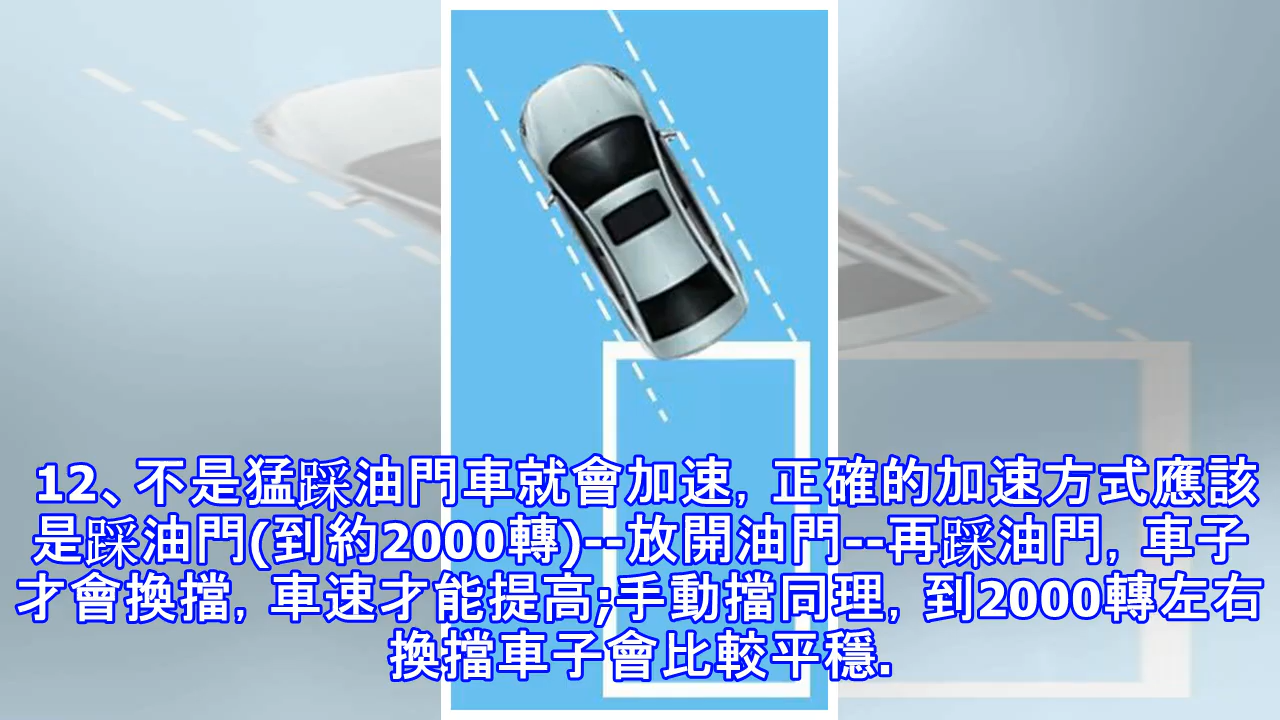 12、不是猛踩油門車就會加速, 正確的加速方式應該
是踩油門(到約2000轉)--放開油門--再踩油門, 車子
才會換擋, 車速才能提高;手動擋同理, 到2000轉左右
換擋車子會比較平穩.